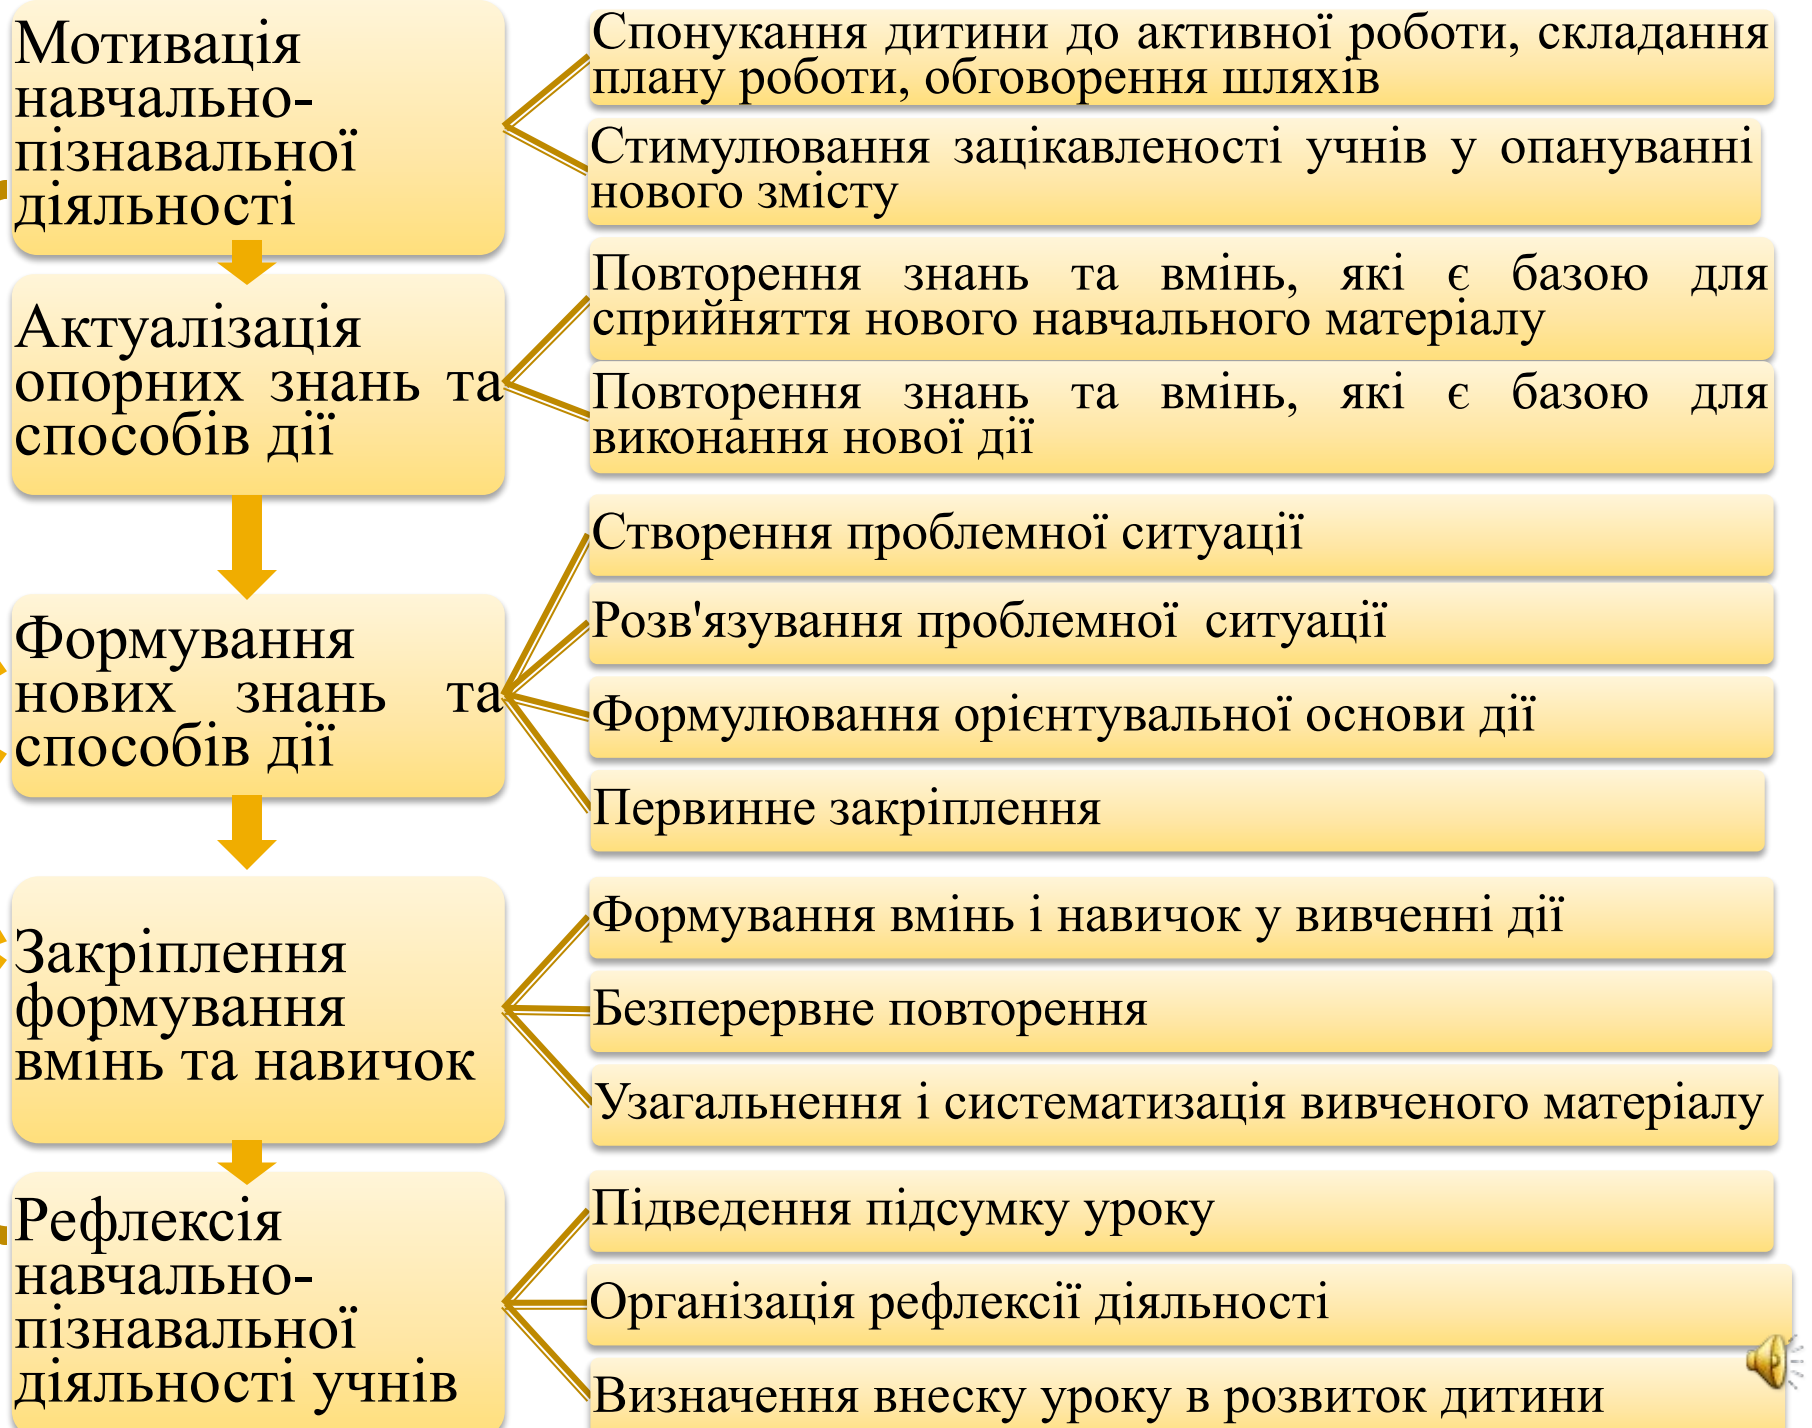 Мотивація
навчально-
пізнавальної
діяльності
Спонукання дитини до активної роботи, складання
плану роботи, обговорення шляхів
Стимулювання зацікавленості учнів у опануванні
нового змісту
Актуалізація
опорних знань та
способів дії
Повторення знань та вмінь, які є базою для
сприйняття нового навчального матеріалу
Повторення знань та вмінь, які є базою для
виконання нової дії
Формування
нових знань та
способів дії
Створення проблемної ситуації
Розв'язування проблемної ситуації
Формулювання орієнтувальної основи дії
Первинне закріплення
Закріплення
формування
вмінь та навичок
Формування вмінь і навичок у вивченні дії
Безперервне повторення
Узагальнення і систематизація вивченого матеріалу
Рефлексія
навчально-
пізнавальної
діяльності учнів
Підведення підсумку уроку
Організація рефлексії діяльності
Визначення внеску уроку в розвиток дитини